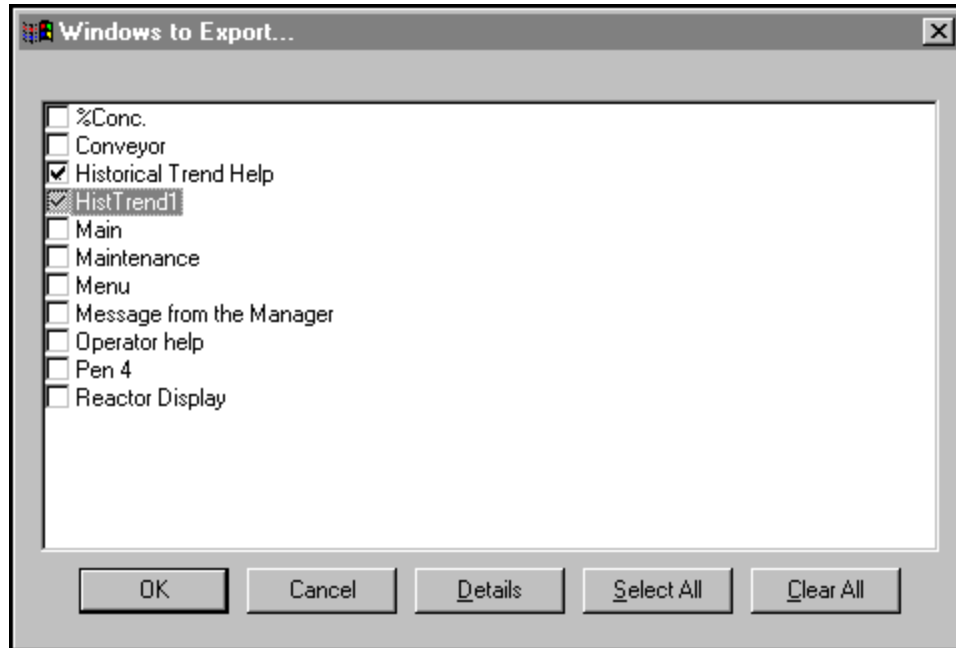 Windows to Export...
%Conc.
Conveyor
Historical Trend Help
HistTrend1
Main
Maintenance
Menu
Message from the Manager
Operator help
Pen 4
Reactor Display
OK Cancel Details Select All Clear All